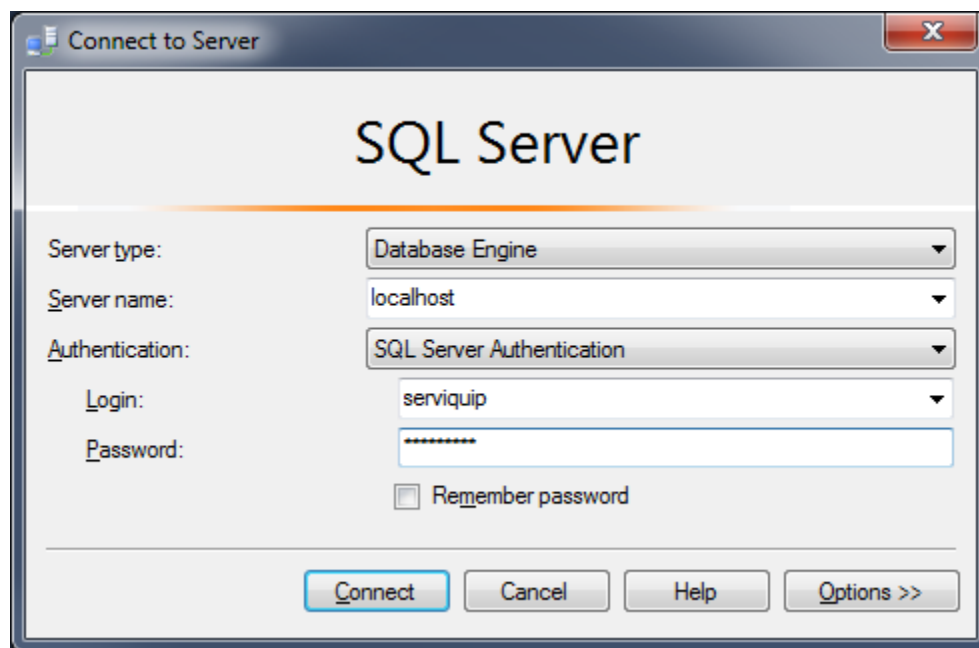 Connect to Server
SQL Server
Server type: Database Engine
Server name: localhost
Authentication: SQL Server Authentication
Login: serviquip
Password: *********
Remember password
Connect Cancel Help Options >>